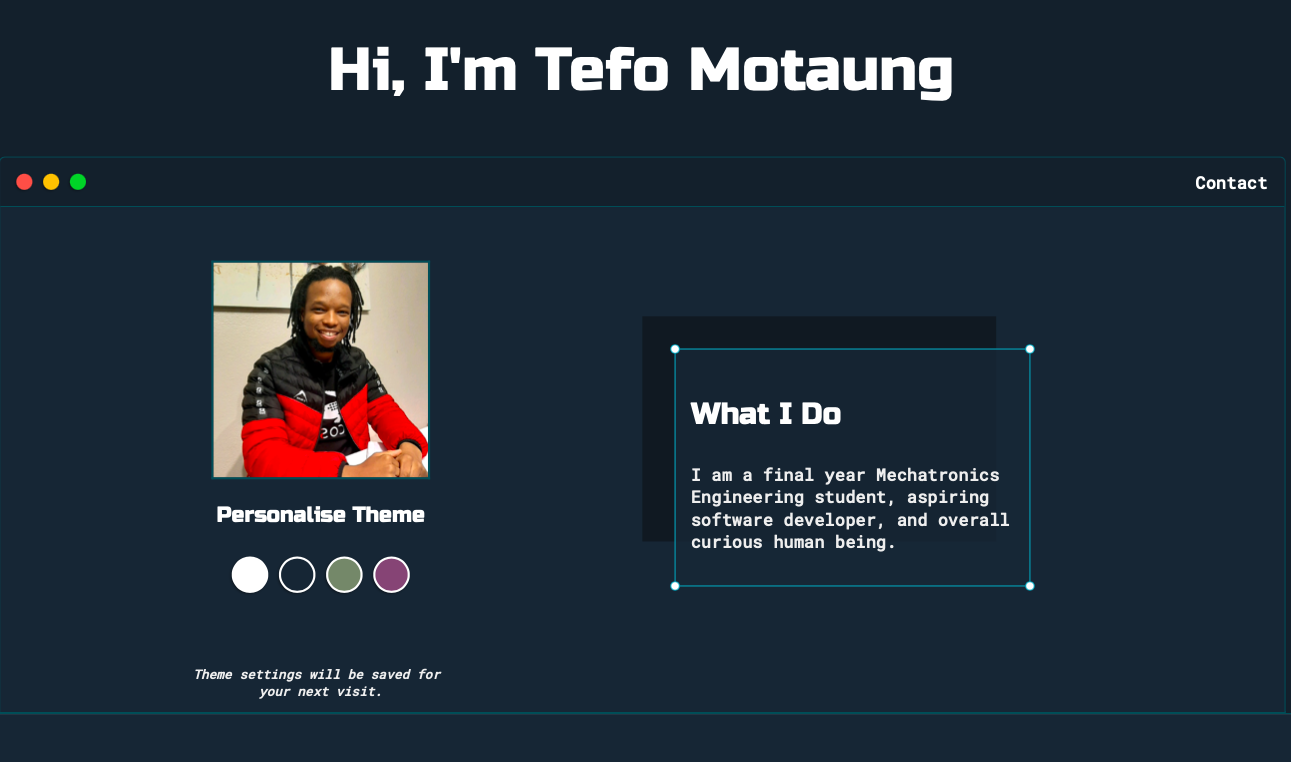 Hi, I'm Tefo Motaung
Contact
Personalise Theme
Theme settings will be saved for
your next visit.
What I Do
I am a final year Mechatronics
Engineering student, aspiring
software developer, and overall
curious human being.